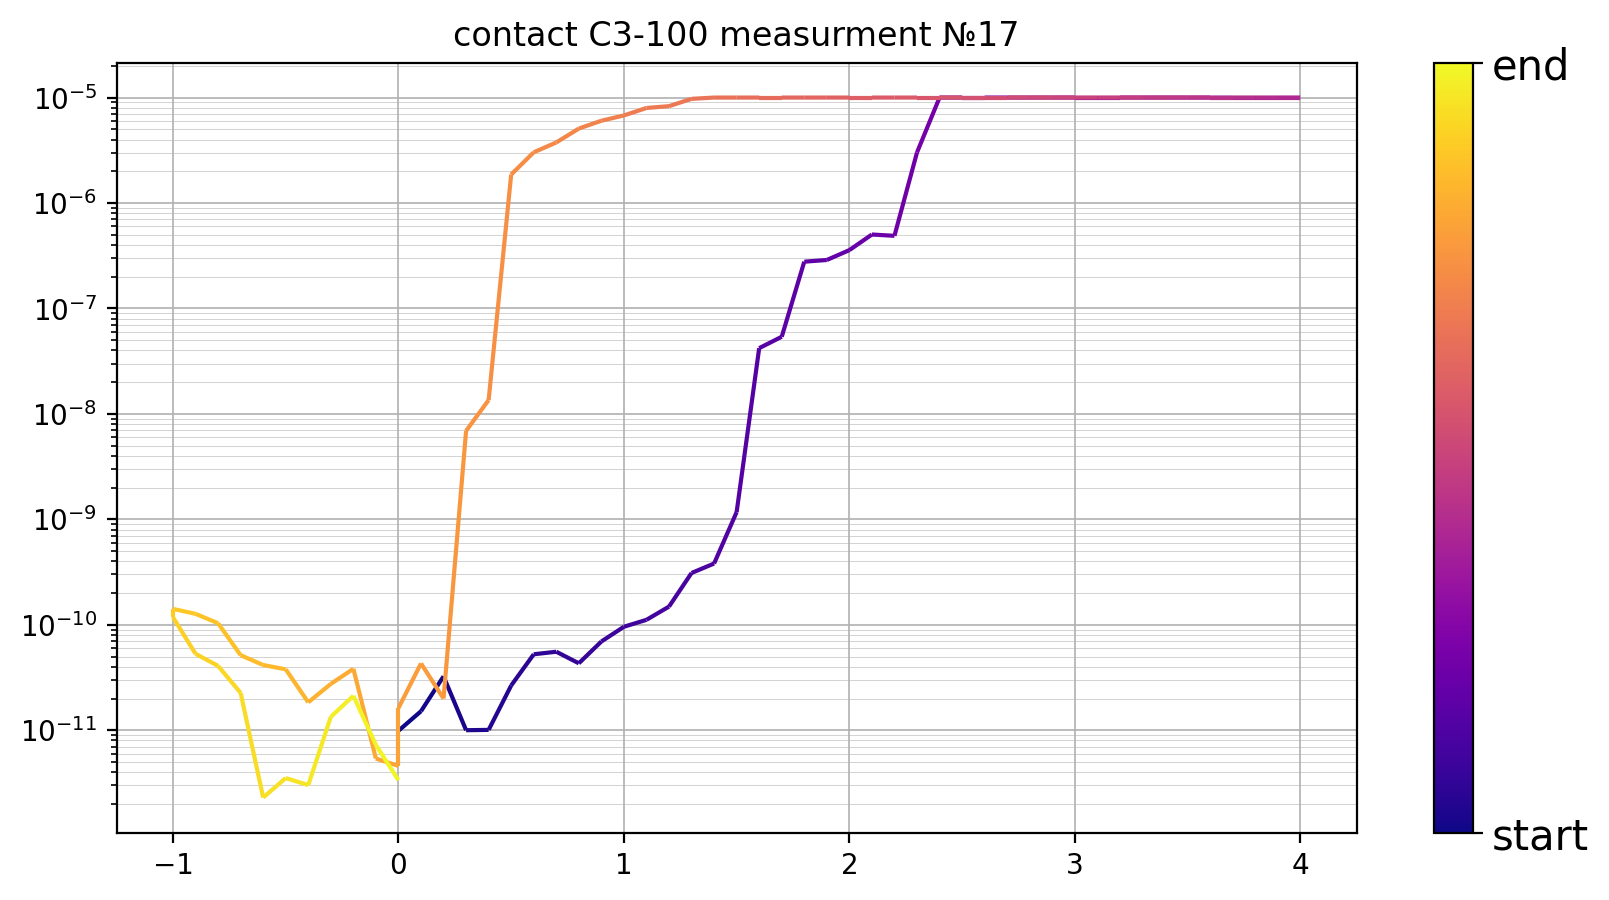 contact C3-100 measurment №17
10⁻⁵
10⁻⁶
10⁻⁷
10⁻⁸
10⁻⁹
10⁻¹⁰
10⁻¹¹
−1 0 1 2 3 4
end
start